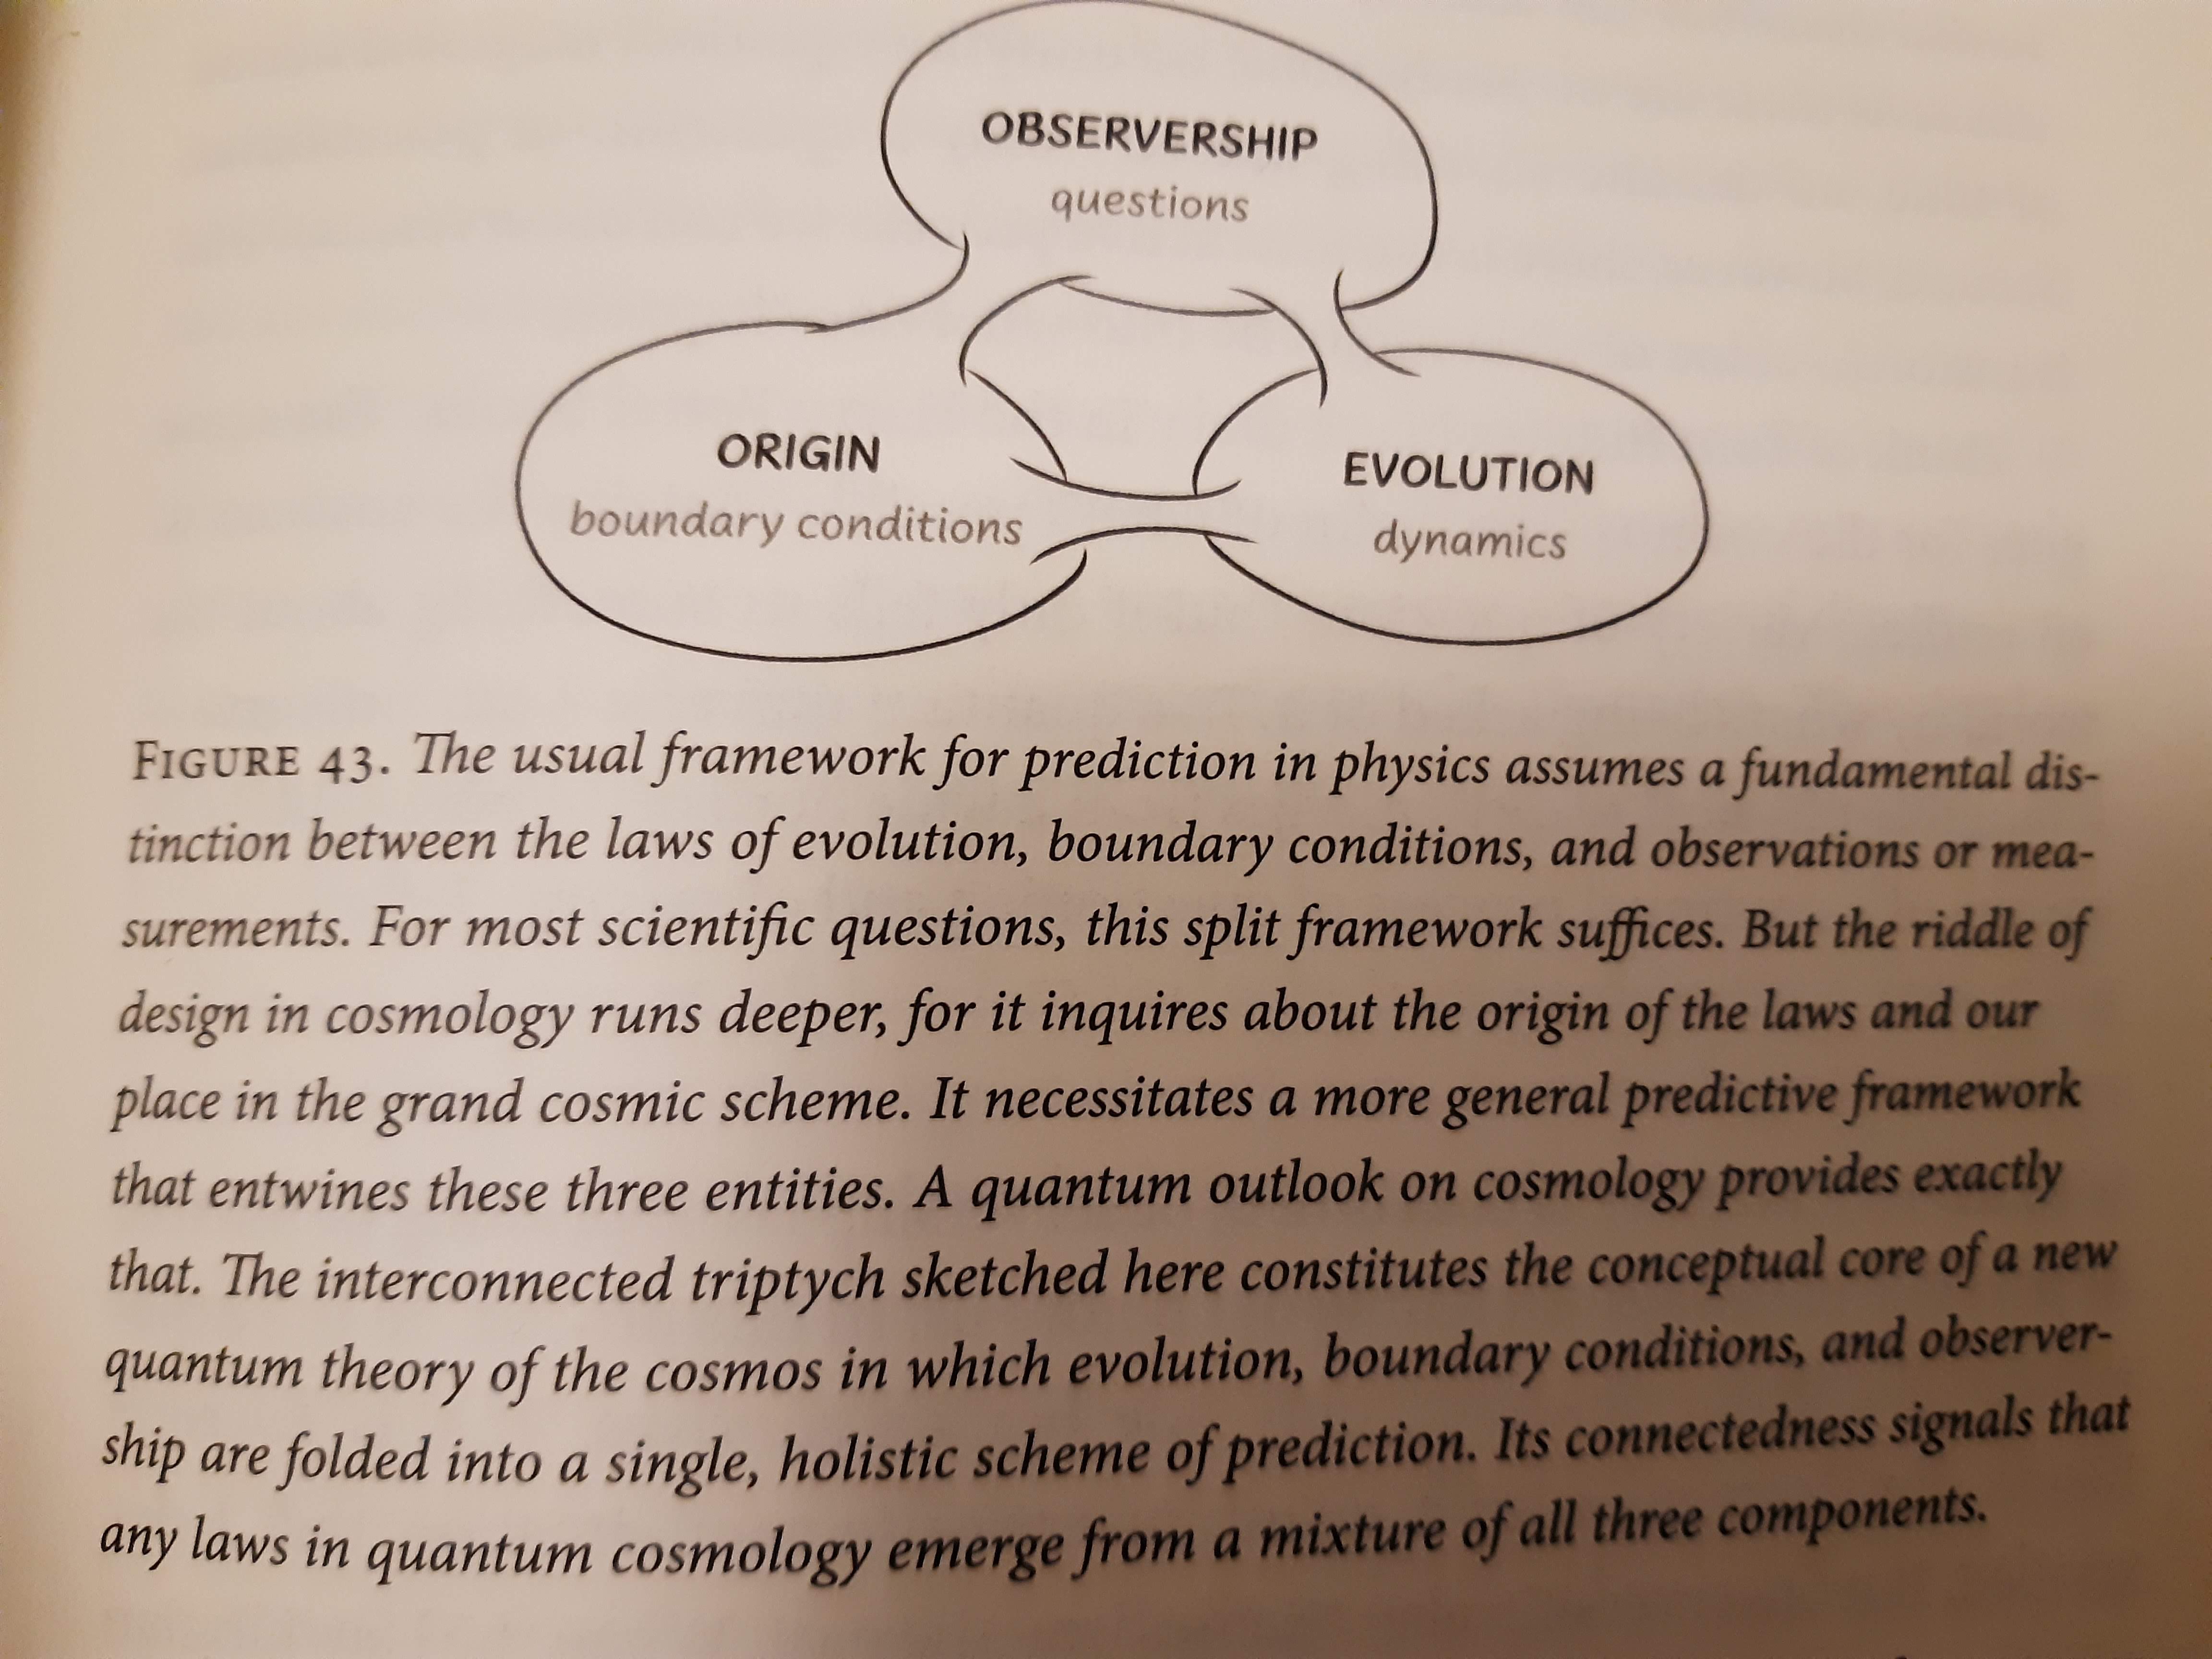 OBSERVERSHIP
questions
ORIGIN
boundary conditions
EVOLUTION
dynamics
FIGURE 43. The usual framework for prediction in physics assumes a fundamental dis-
tinction between the laws of evolution, boundary conditions, and observations or mea-
surements. For most scientific questions, this split framework suffices. But the riddle of
design in cosmology runs deeper, for it inquires about the origin of the laws and our
place in the grand cosmic scheme. It necessitates a more general predictive framework
that entwines these three entities. A quantum outlook on cosmology provides exactly
that. The interconnected triptych sketched here constitutes the conceptual core of a new
quantum theory of the cosmos in which evolution, boundary conditions, and observer-
ship are folded into a single, holistic scheme of prediction. Its connectedness signals that
any laws in quantum cosmology emerge from a mixture of all three components.